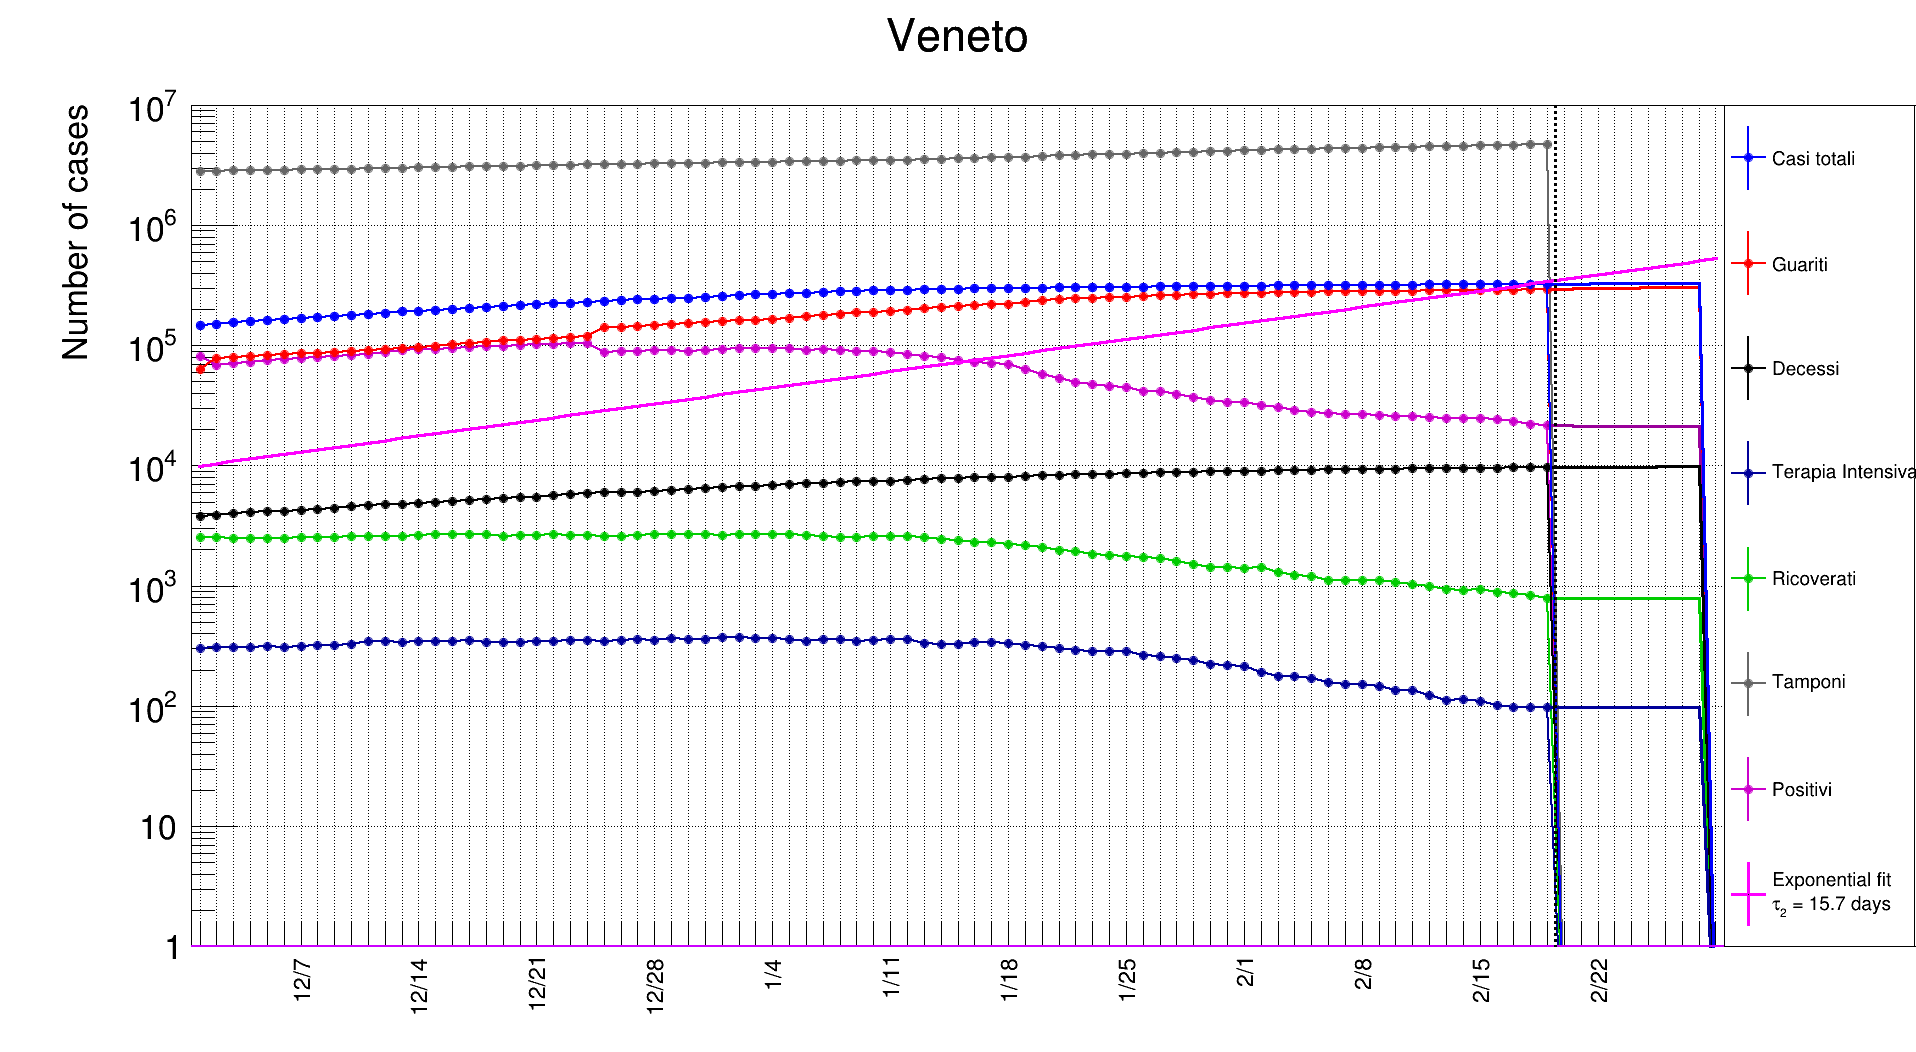 Veneto
Number of cases
10^7
10^6
10^5
10^4
10^3
10^2
10
1
12/7
12/14
12/21
12/28
1/4
1/11
1/18
1/25
2/1
2/8
2/15
2/22
Casi totali
Guariti
Decessi
Terapia Intensiva
Ricoverati
Tamponi
Positivi
Exponential fit
τ₂ = 15.7 days